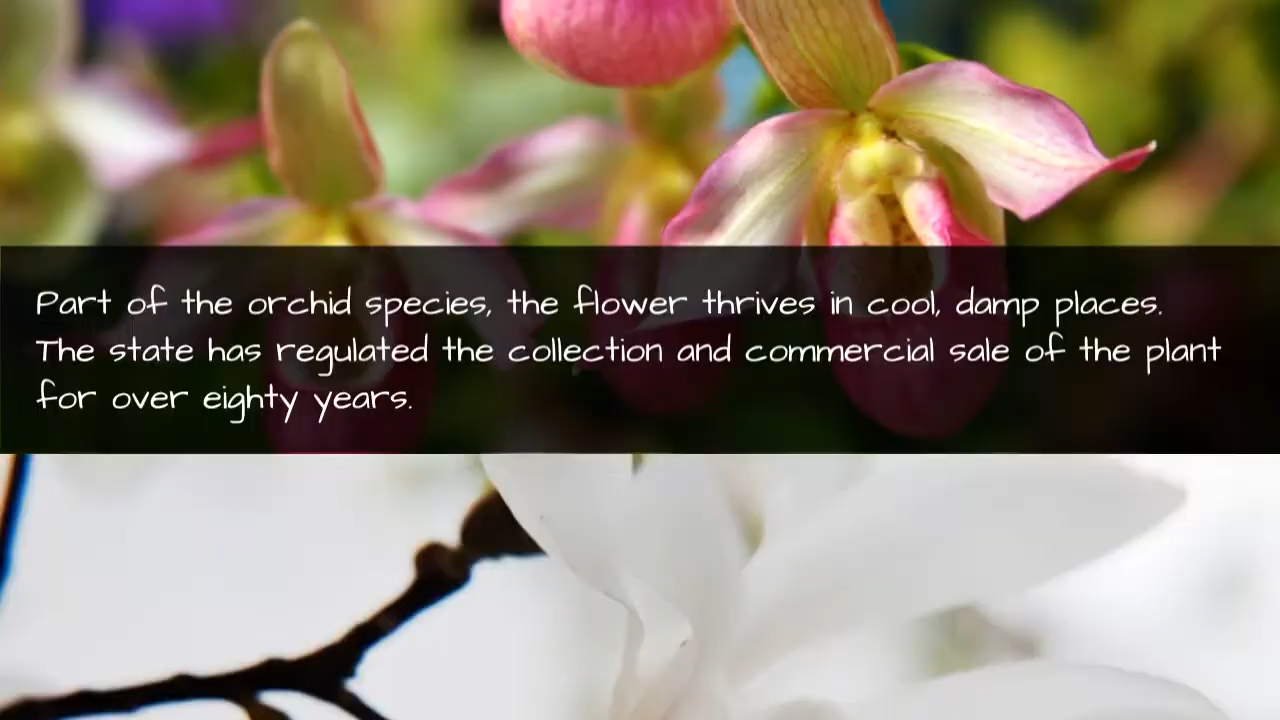 Part of the orchid species, the flower thrives in cool, damp places.
The state has regulated the collection and commercial sale of the plant
for over eighty years.